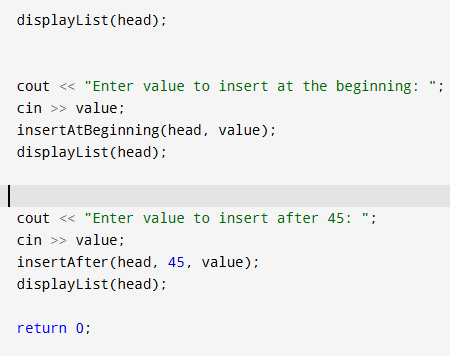 displayList(head);
cout << "Enter value to insert at the beginning: ";
cin >> value;
insertAtBeginning(head, value);
displayList(head);
cout << "Enter value to insert after 45: ";
cin >> value;
insertAfter(head, 45, value);
displayList(head);
return 0;